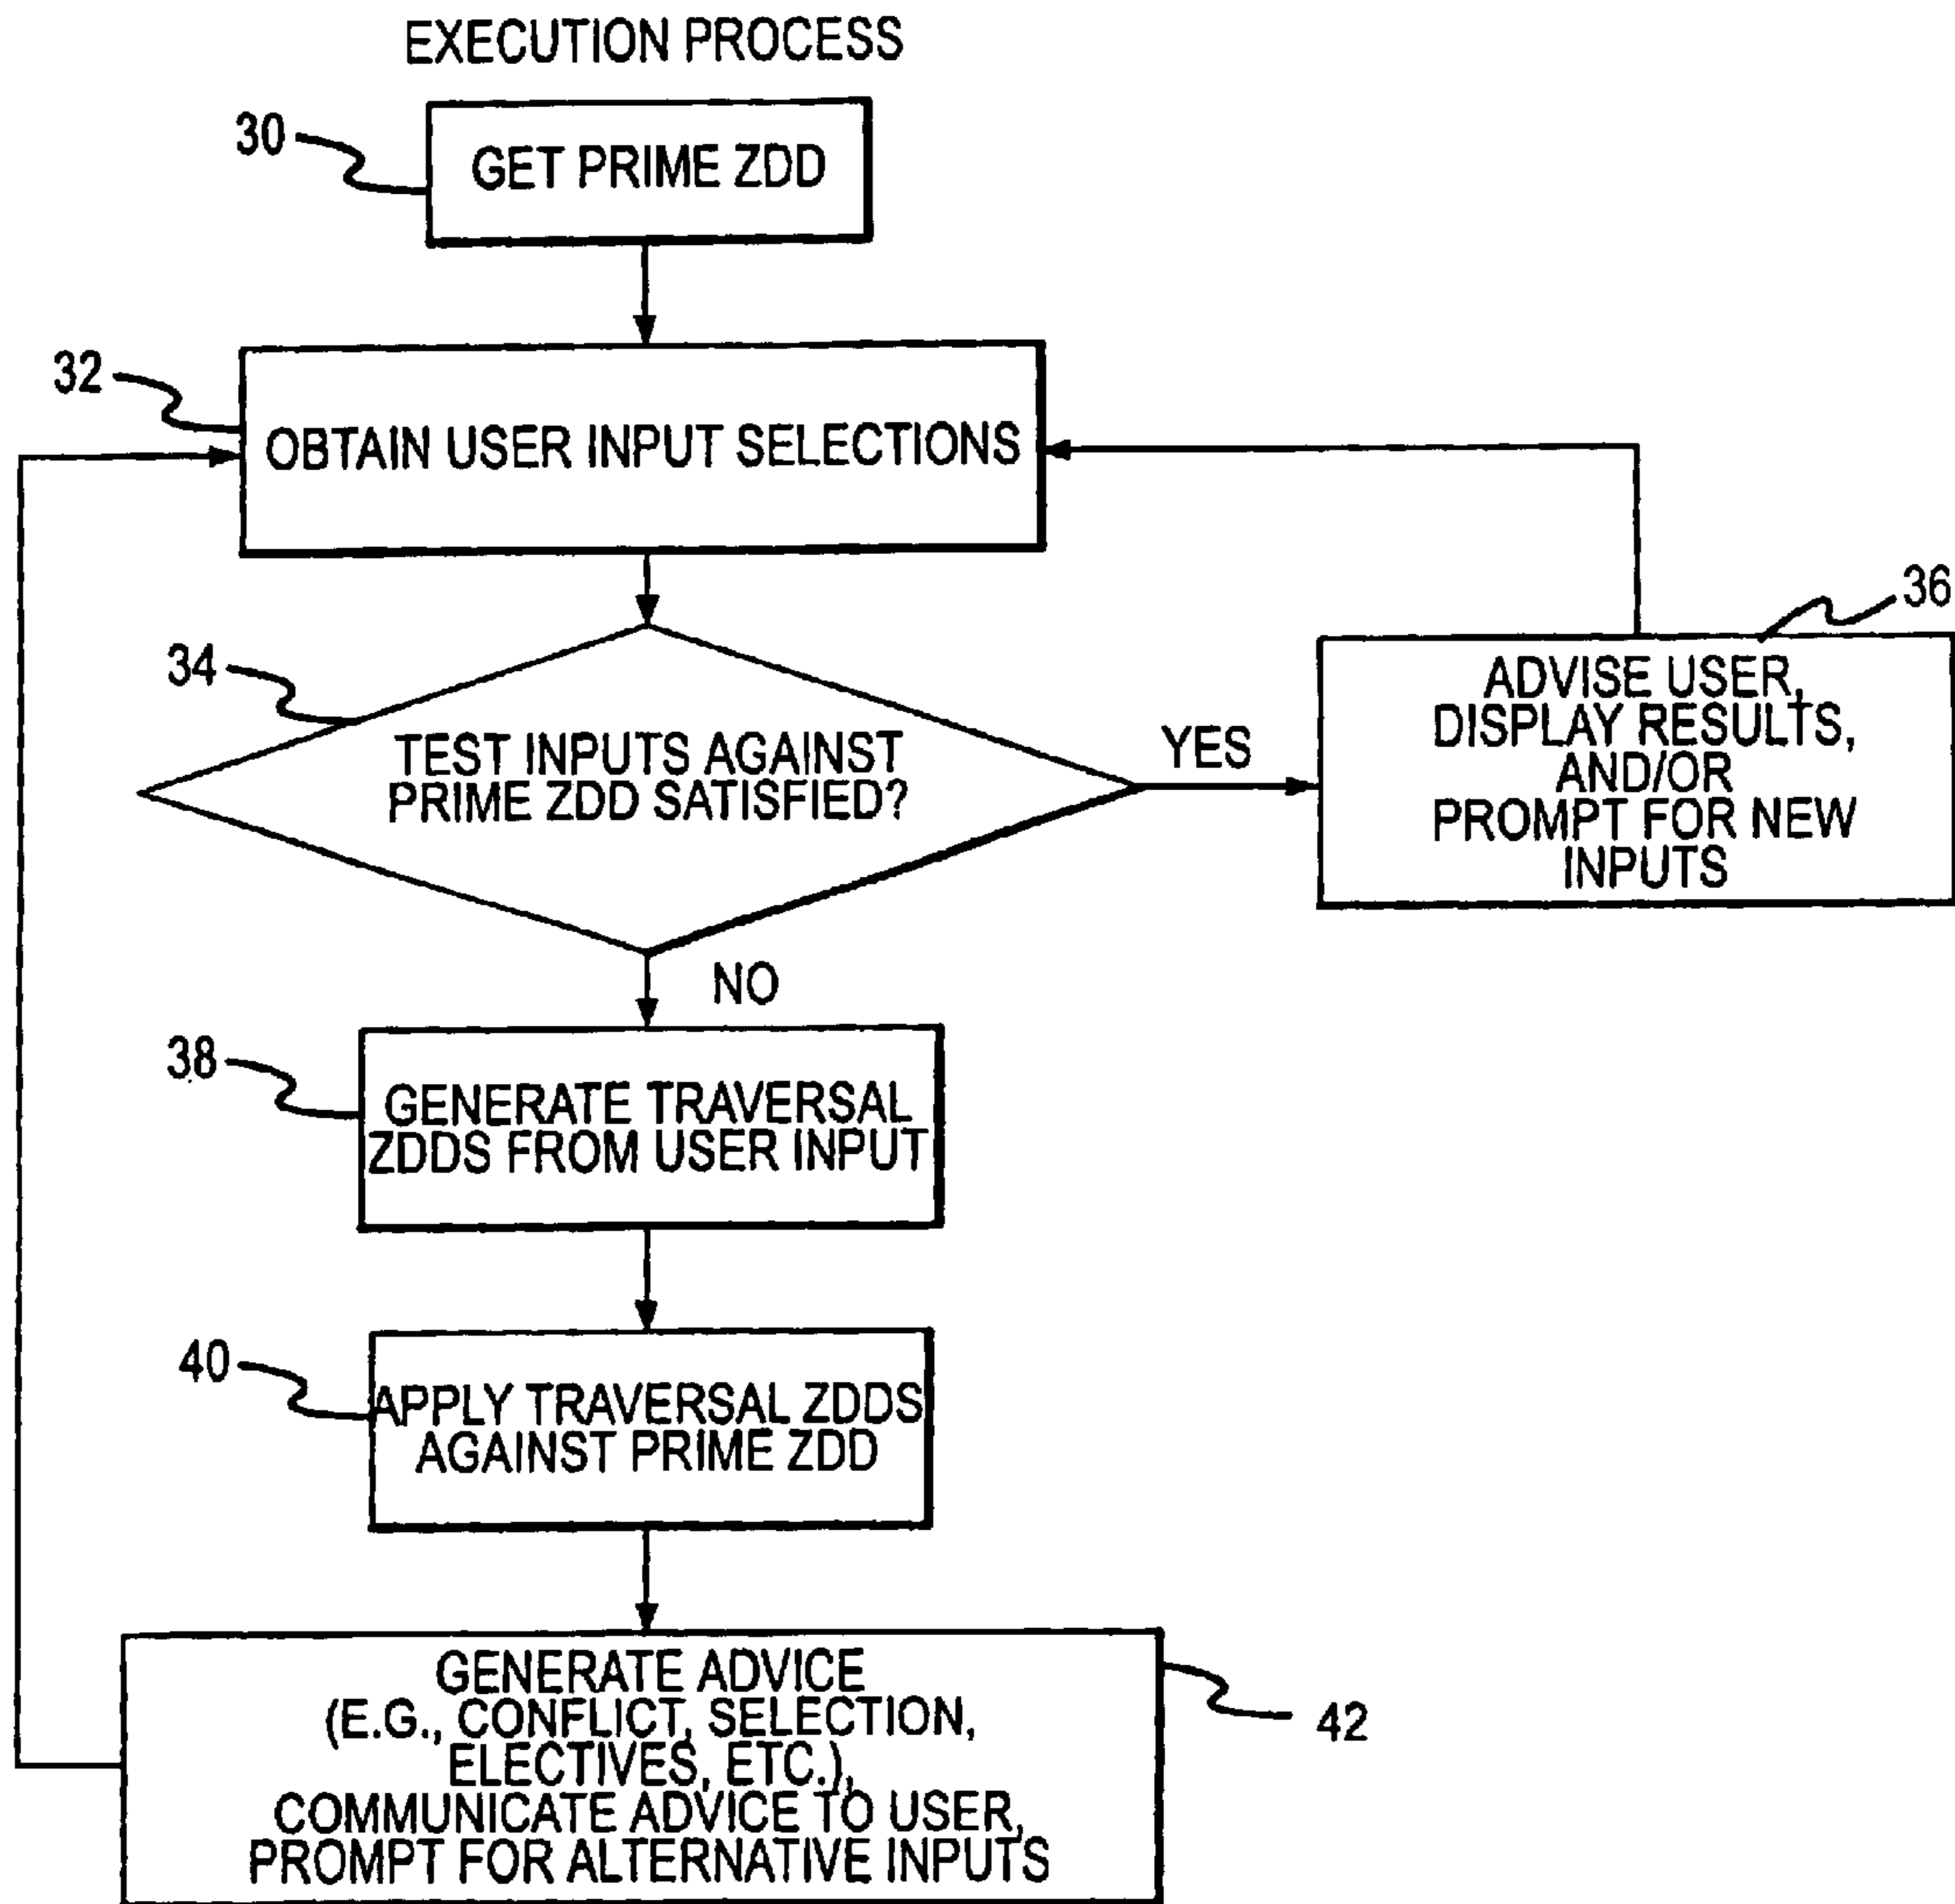 EXECUTION PROCESS
30
GET PRIME ZDD
32
OBTAIN USER INPUT SELECTIONS
34
TEST INPUTS AGAINST
PRIME ZDD SATISFIED?
YES
36
ADVISE USER,
DISPLAY RESULTS,
AND/OR
PROMPT FOR NEW
INPUTS
NO
38
GENERATE TRAVERSAL
ZDDS FROM USER INPUT
40
APPLY TRAVERSAL ZDDS
AGAINST PRIME ZDD
GENERATE ADVICE
(E.G., CONFLICT, SELECTION,
ELECTIVES, ETC.),
COMMUNICATE ADVICE TO USER,
PROMPT FOR ALTERNATIVE INPUTS
42